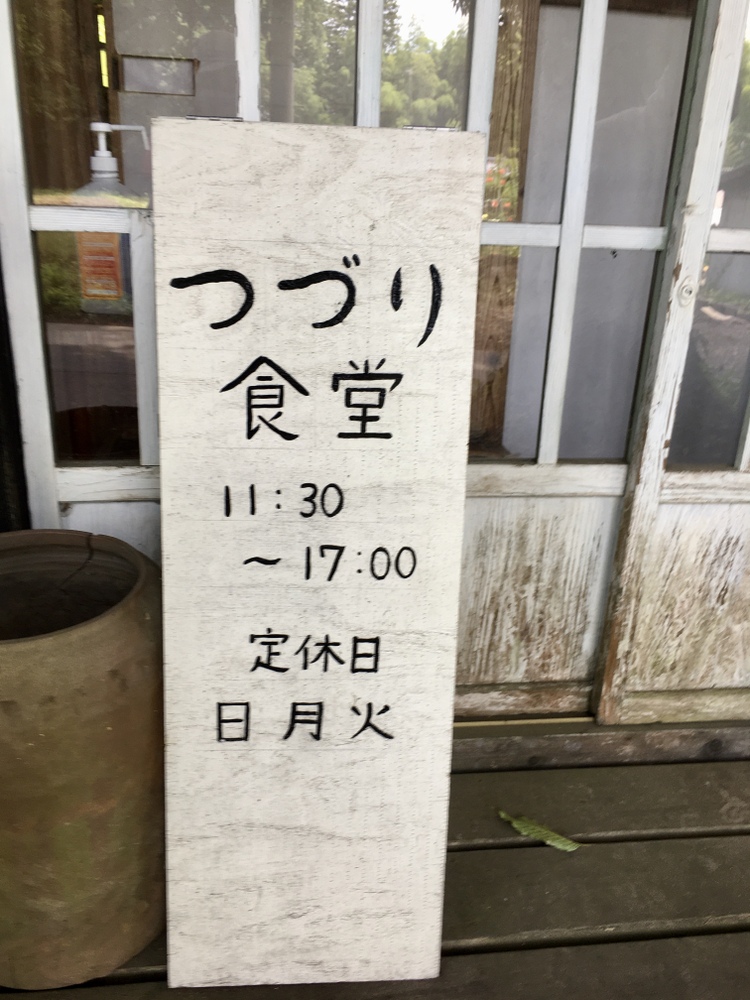 つづり
食堂
11:30
〜17:00
定休日
日月火